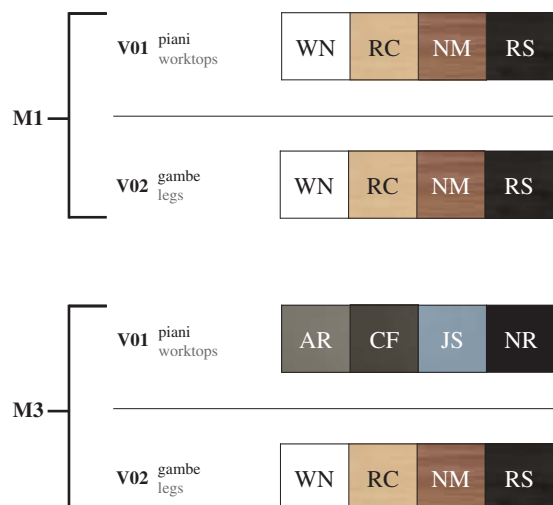 V01 piani
worktops
WN RC NM RS
M1
V02 gambe
legs
WN RC NM RS
V01 piani
worktops
AR CF JS NR
M3
V02 gambe
legs
WN RC NM RS